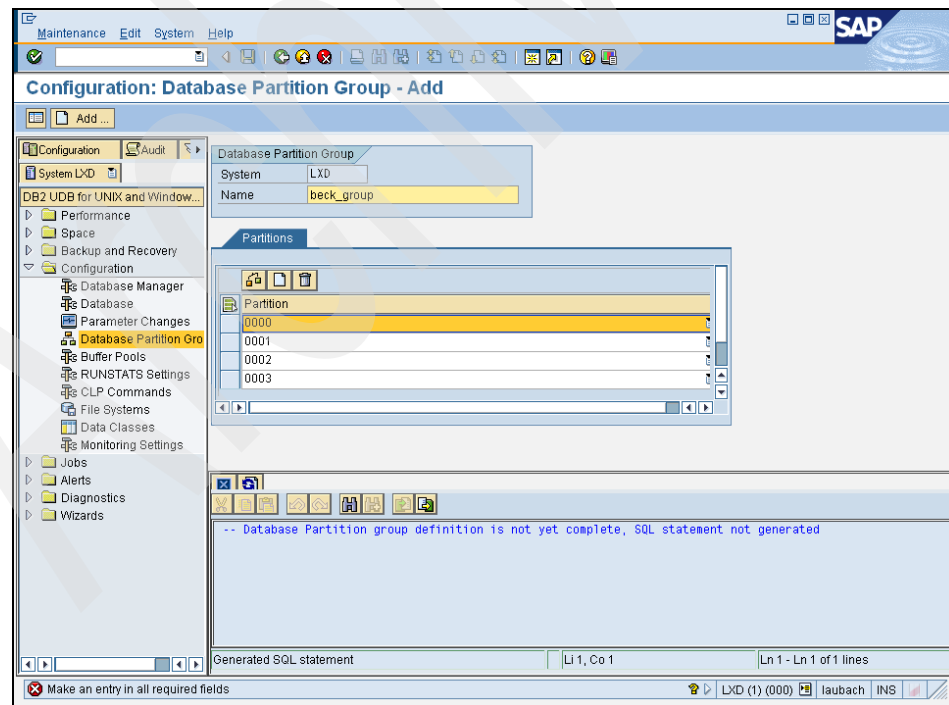 Maintenance Edit System Help
SAP
Configuration: Database Partition Group - Add
Add ...
Configuration Audit
System LXD
DB2 UDB for UNIX and Window...
Performance
Space
Backup and Recovery
Configuration
Database Manager
Database
Parameter Changes
Database Partition Gro
Buffer Pools
RUNSTATS Settings
CLP Commands
File Systems
Data Classes
Monitoring Settings
Jobs
Alerts
Diagnostics
Wizards
Database Partition Group
System LXD
Name beck_group
Partitions
Partition
0000
0001
0002
0003
-- Database Partition group definition is not yet complete, SQL statement not generated
Generated SQL statement Li 1, Co 1 Ln 1 - Ln 1 of 1 lines
Make an entry in all required fields LXD (1) (000) laubach INS